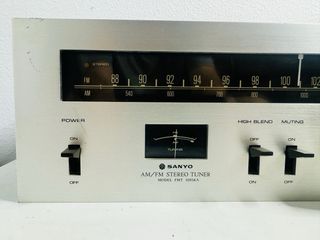 STEREO
FM 88 90 92 94 96 98 100 102
AM 540 600 700 800 1000
POWER
ON
OFF
TUNING
SANYO
AM/FM STEREO TUNER
HIGH BLEND
OFF
ON
MUTING
ON
OFF